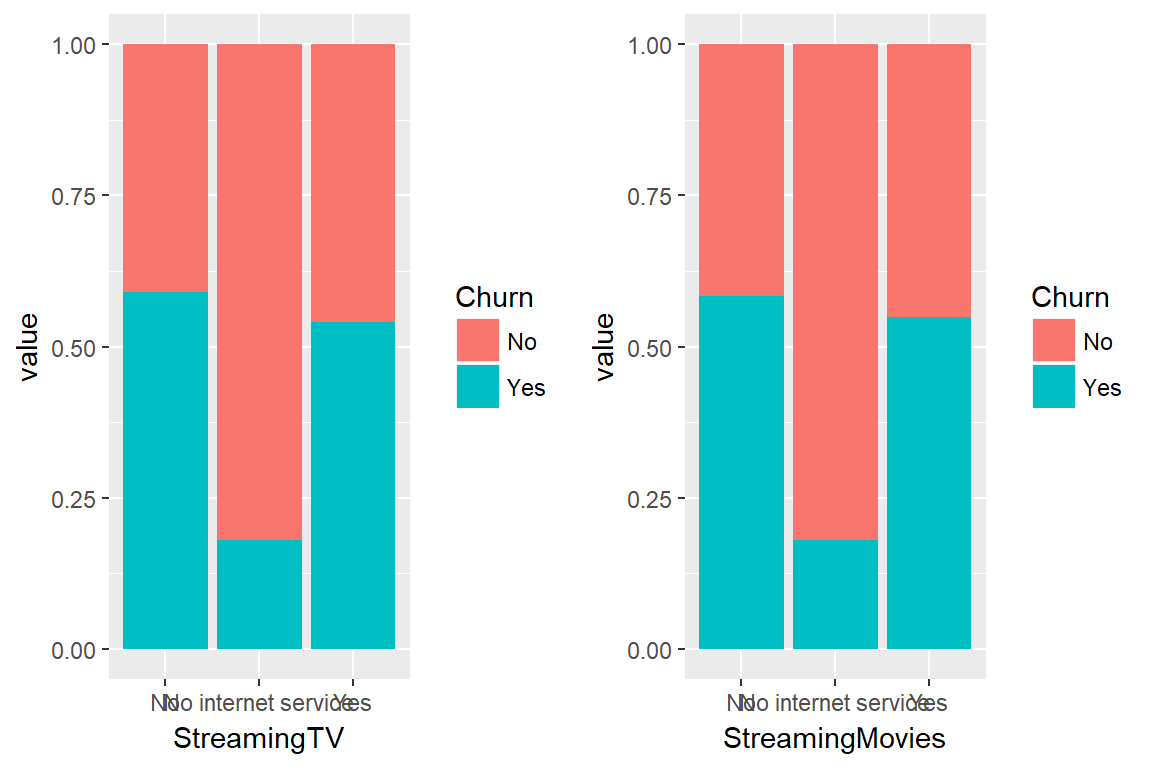 1.00
0.75
0.50
0.25
0.00
value
No
No internet service
Yes
StreamingTV
Churn
No
Yes
1.00
0.75
0.50
0.25
0.00
value
No
No internet service
Yes
StreamingMovies
Churn
No
Yes